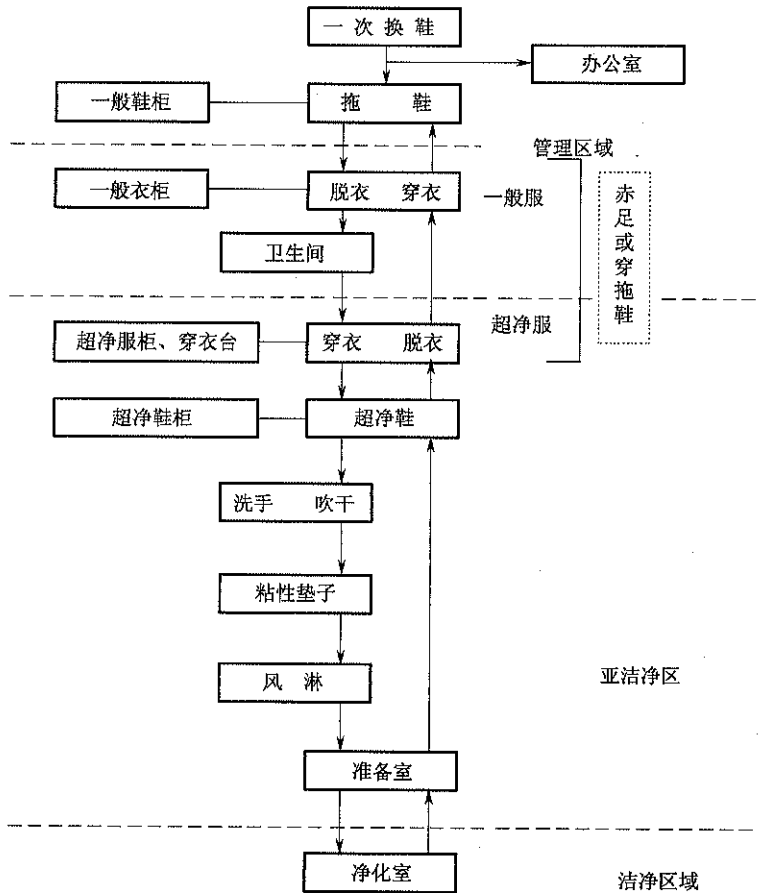 一次换鞋
办公室
一般鞋柜
拖 鞋
管理区域
一般衣柜
脱衣 穿衣
一般服
赤足或穿拖鞋
卫生间
超净服
超净服柜、穿衣台
穿衣 脱衣
超净鞋柜
超净鞋
洗手 吹干
粘性垫子
风 淋
亚洁净区
准备室
净化室
洁净区域